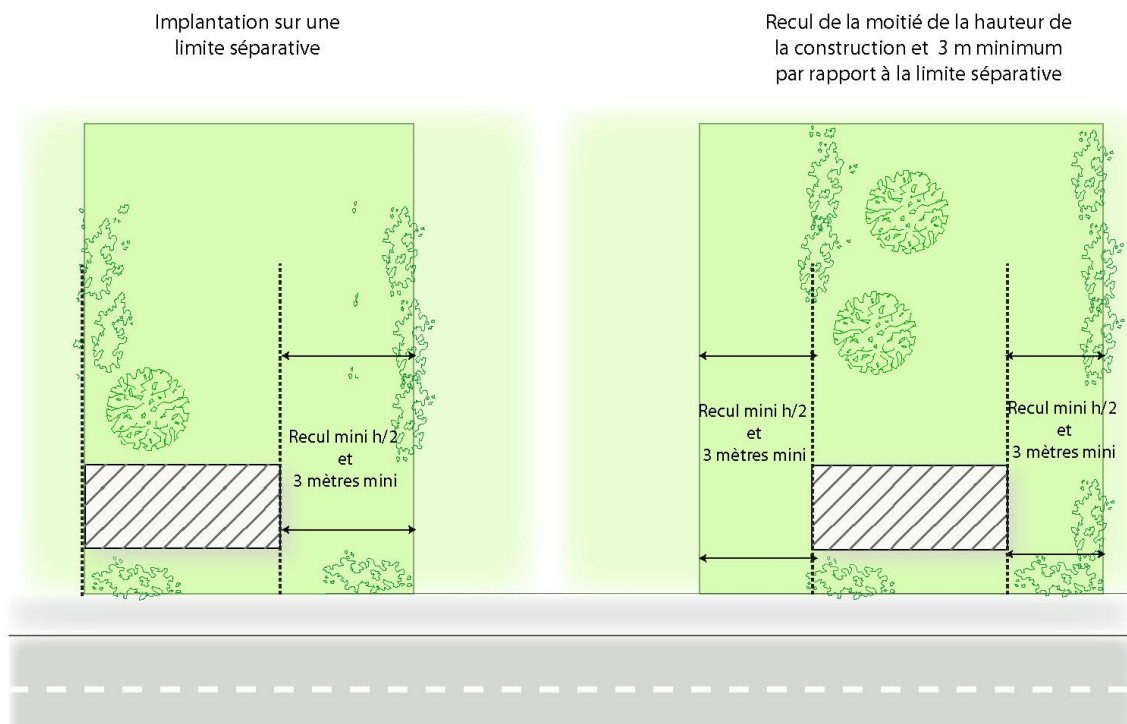 Implantation sur une
limite séparative
Recul de la moitié de la hauteur de
la construction et 3 m minimum
par rapport à la limite séparative
Recul mini h/2
et
3 mètres mini
Recul mini h/2
et
3 mètres mini
Recul mini h/2
et
3 mètres mini